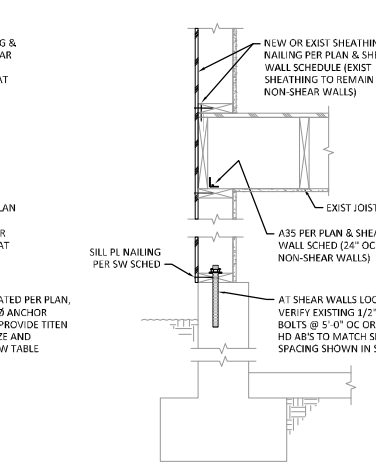 G &
AR
AT
LAN
R
AT
ATED PER PLAN,
Ø ANCHOR
PROVIDE TITEN
ZE AND
W TABLE
SILL PL NAILING
PER SW SCHED
NEW OR EXIST SHEATHIN
NAILING PER PLAN & SHE
WALL SCHEDULE (EXIST
SHEATHING TO REMAIN
NON-SHEAR WALLS)
EXIST JOIST
A35 PER PLAN & SHEA
WALL SCHED (24" OC
NON-SHEAR WALLS)
AT SHEAR WALLS LOC
VERIFY EXISTING 1/2"
BOLTS @ 5'-0" OC OR
HD AB'S TO MATCH S
SPACING SHOWN IN S